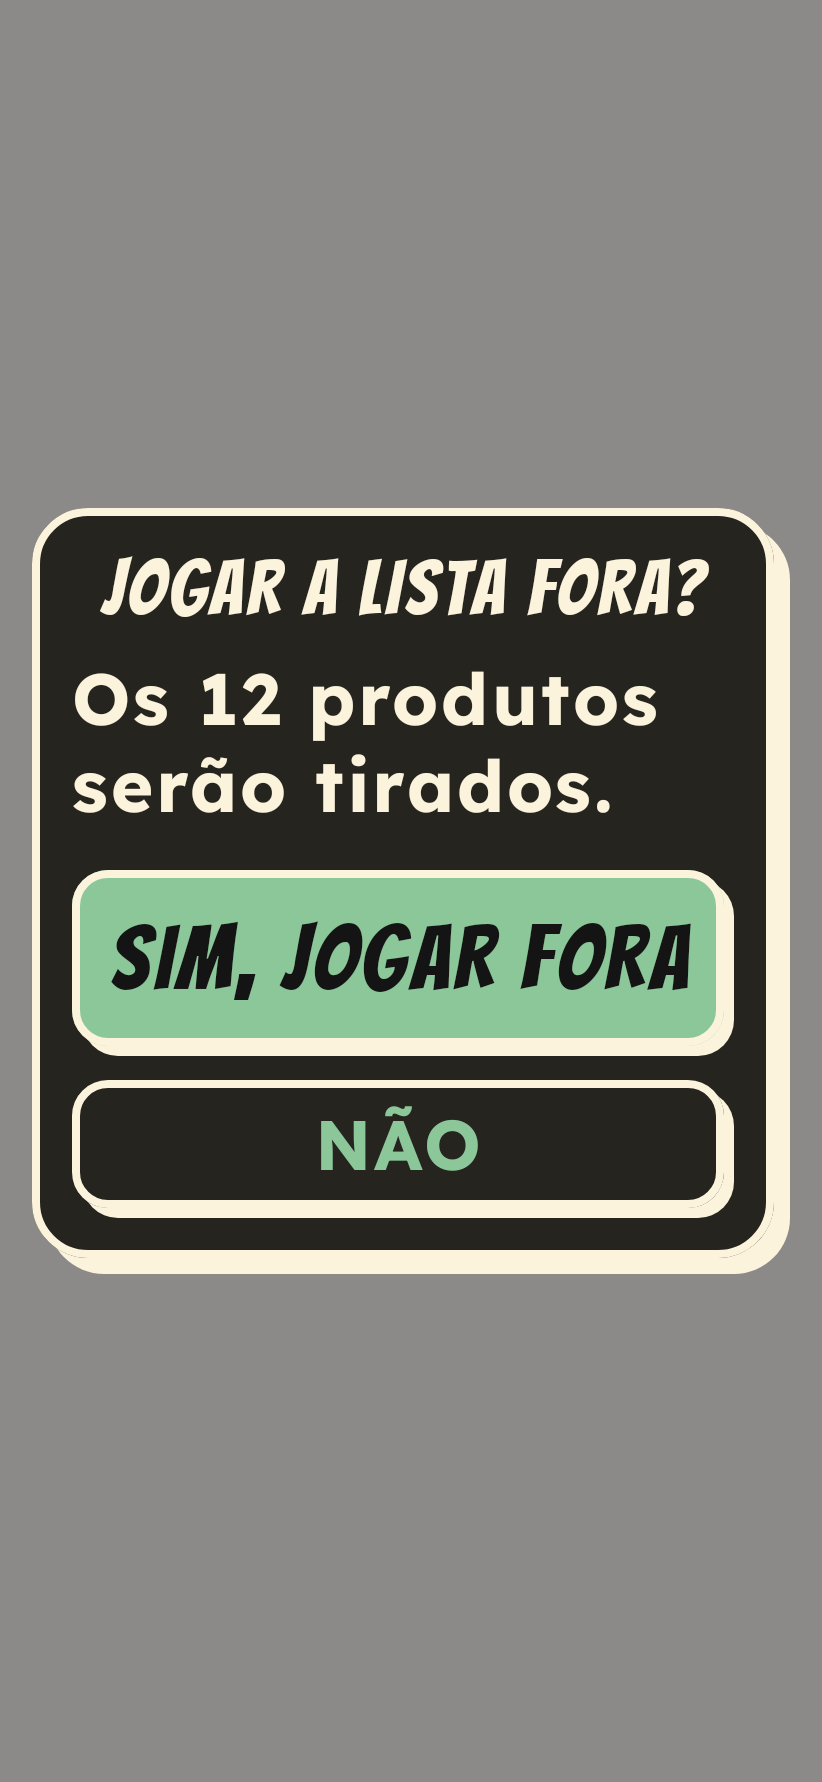 JOGAR A LISTA FORA?
Os 12 produtos
serão tirados.
SIM, JOGAR FORA
NÃO